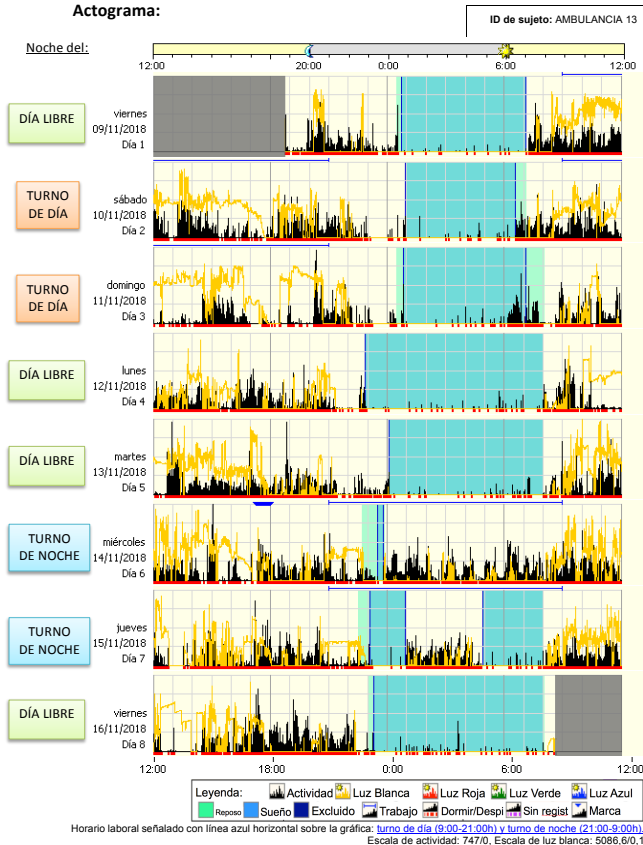 Actograma:
ID de sujeto: AMBULANCIA 13
Noche del:
12:00 20:00 0:00 6:00 12:00
DÍA LIBRE
viernes
09/11/2018
Día 1
TURNO
DE DÍA
sábado
10/11/2018
Día 2
TURNO
DE DÍA
domingo
11/11/2018
Día 3
DÍA LIBRE
lunes
12/11/2018
Día 4
DÍA LIBRE
martes
13/11/2018
Día 5
TURNO
DE NOCHE
miércoles
14/11/2018
Día 6
TURNO
DE NOCHE
jueves
15/11/2018
Día 7
DÍA LIBRE
viernes
16/11/2018
Día 8
12:00 18:00 0:00 6:00 12:00
Leyenda: Actividad Luz Blanca Luz Roja Luz Verde Luz Azul
Reposo Sueño Excluido Trabajo Dormir/Despi Sin regist Marca
Horario laboral señalado con línea azul horizontal sobre la gráfica: turno de día (9:00-21:00h) y turno de noche (21:00-9:00h).
Escala de actividad: 747/0, Escala de luz blanca: 5086,6/0,1